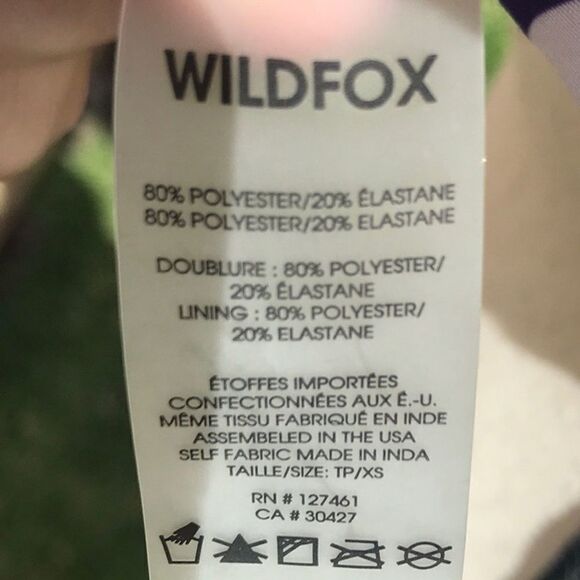 WILDFOX
80% POLYESTER/20% ÉLASTANE
80% POLYESTER/20% ELASTANE
DOUBLURE : 80% POLYESTER/
20% ÉLASTANE
LINING : 80% POLYESTER/
20% ELASTANE
ÉTOFFES IMPORTÉES
CONFECTIONNÉES AUX É.-U.
MÊME TISSU FABRIQUÉ EN INDE
ASSEMBELED IN THE USA
SELF FABRIC MADE IN INDA
TAILLE/SIZE: TP/XS
RN # 127461
CA # 30427